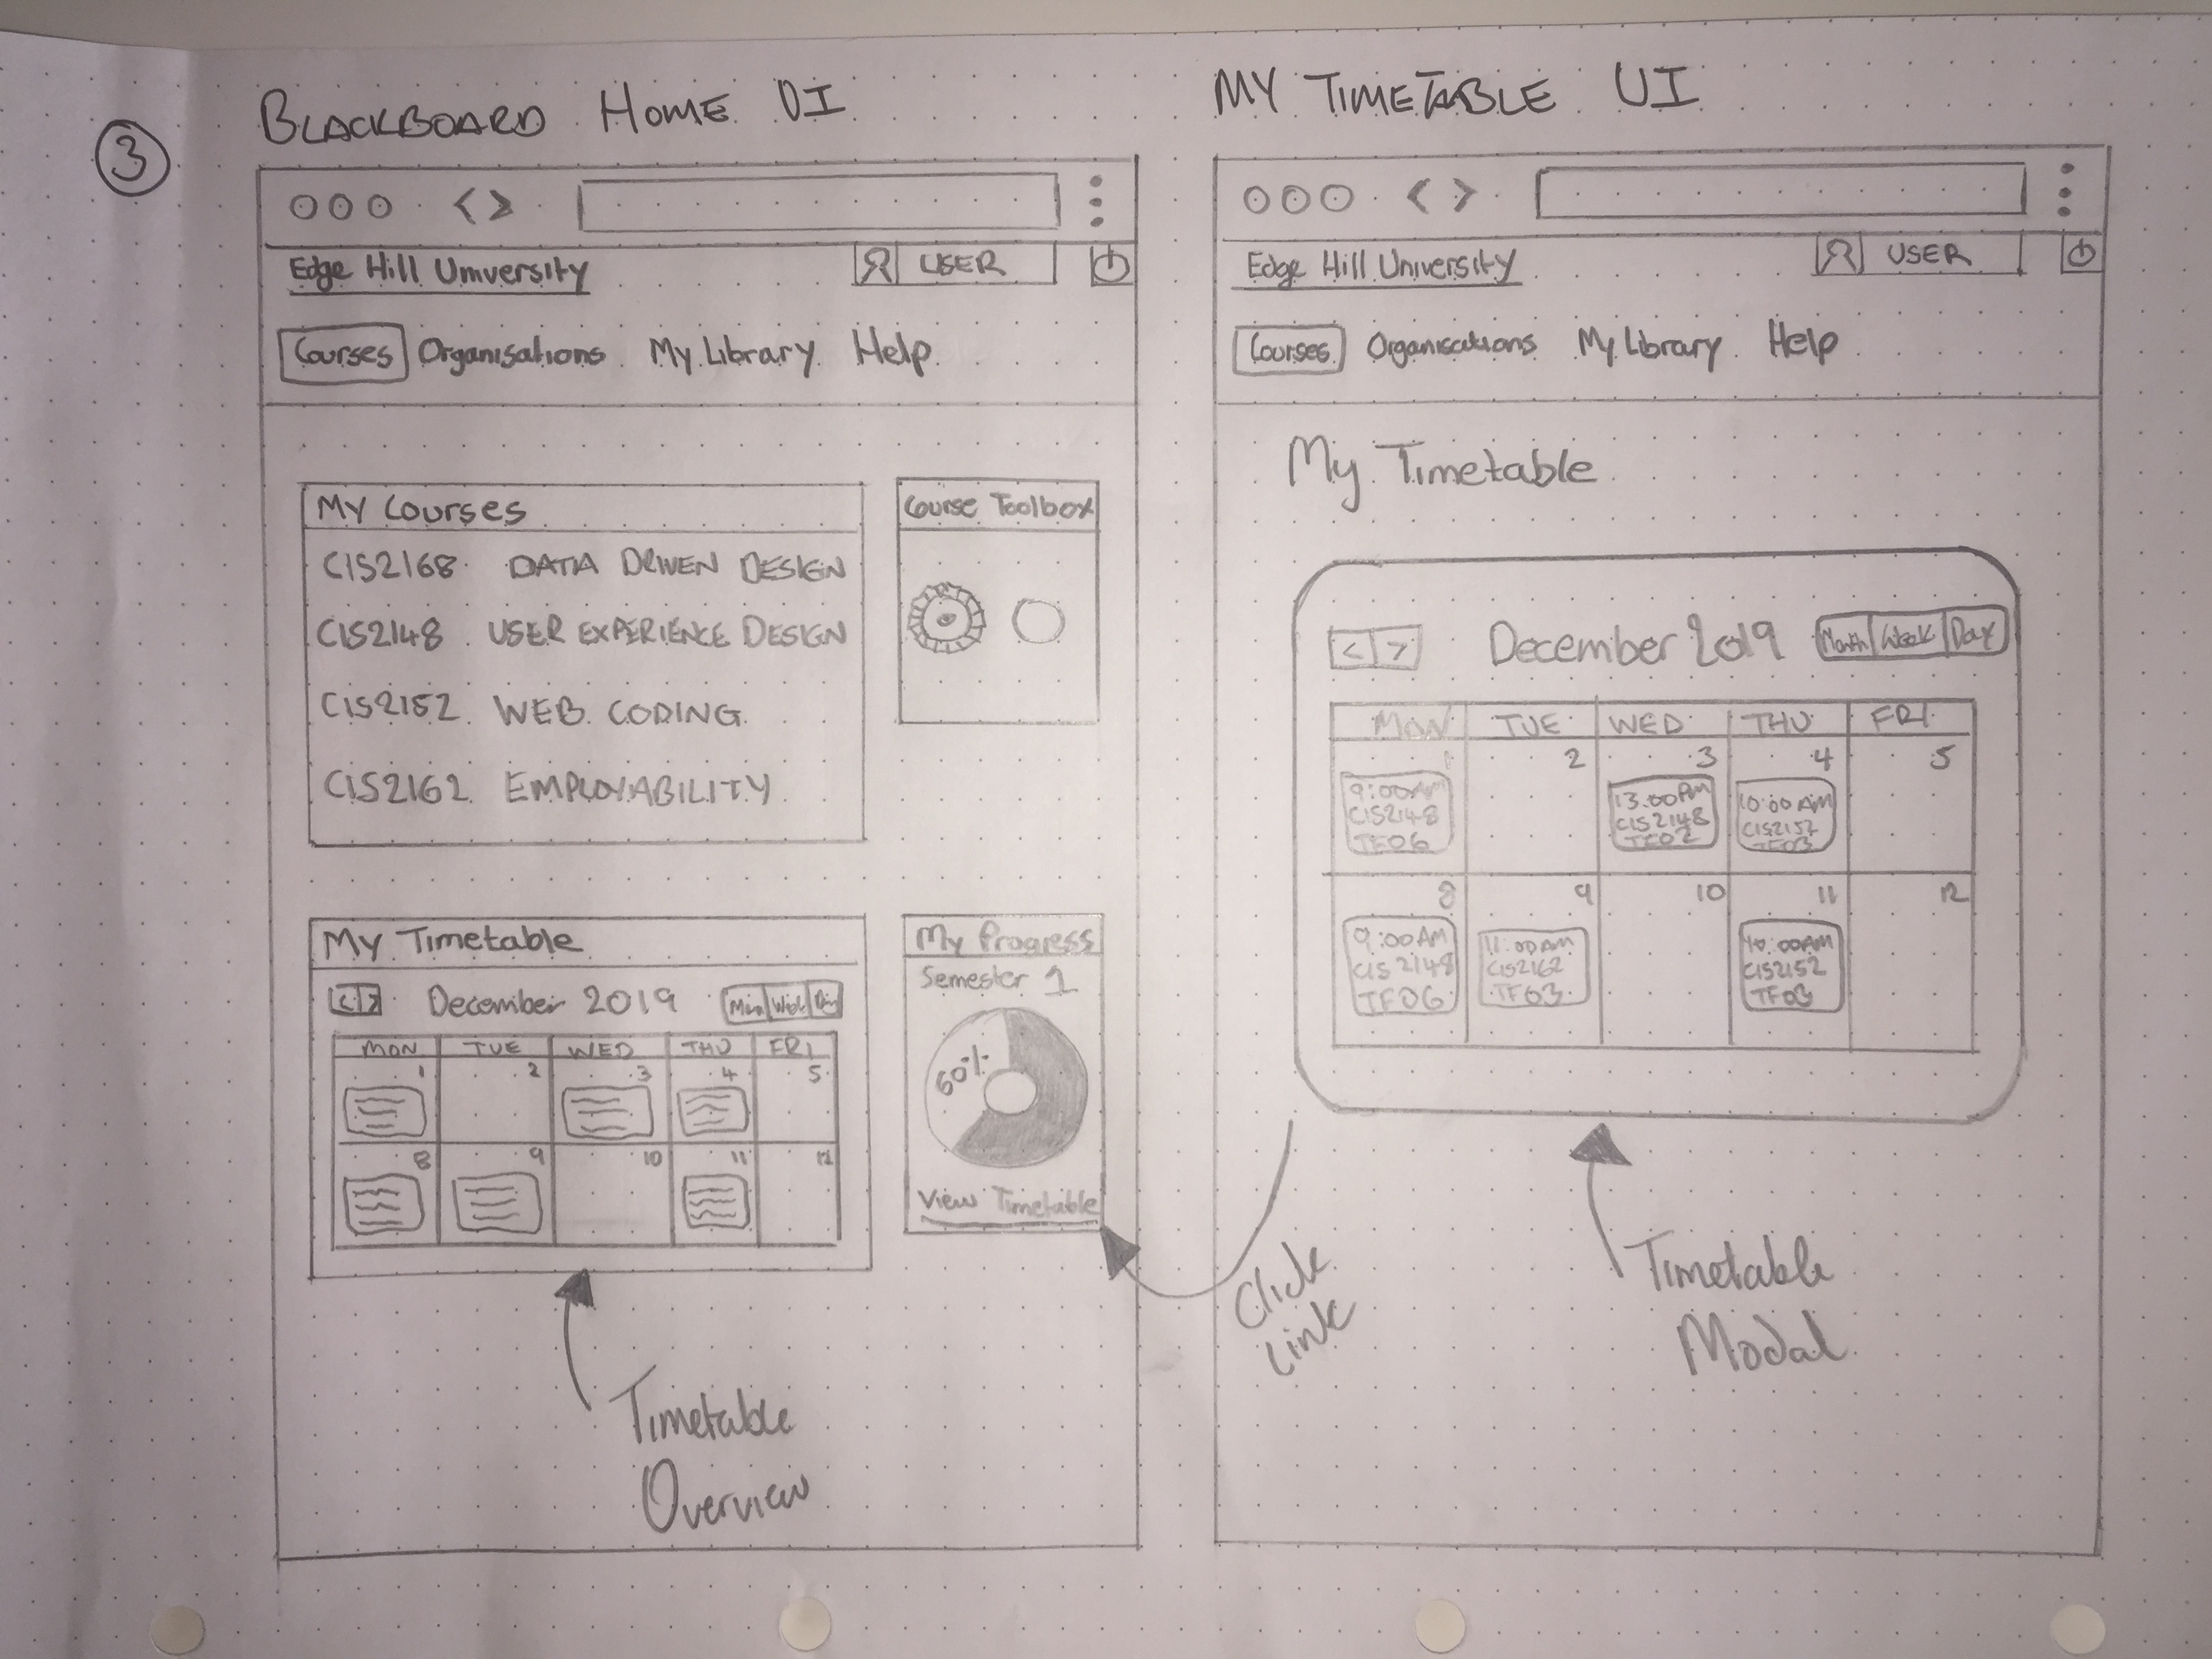 3
BLACKBOARD HOME UI
Edge Hill University
USER
Courses Organisations My Library Help
My Courses
CIS2168 DATA DRIVEN DESIGN
CIS2148 USER EXPERIENCE DESIGN
CIS2152 WEB CODING
CIS2162 EMPLOYABILITY
Course Toolbox
My Timetable
< > December 2019
MON TUE WED THU FRI
1 2 3 4 5
8 9 10 11 12
My Progress
Semester 1
60%
View Timetable
Timetable
Overview
MY TIMETABLE UI
Edge Hill University
USER
Courses Organisations My Library Help
My Timetable
< > December 2019 Month Week Day
MON TUE WED THU FRI
1 2 3 4 5
9:00AM
CIS2148
TF06
13:00PM
CIS2148
TF02
10:00AM
CIS2152
TF03
8 9 10 11 12
9:00AM
CIS2148
TF06
11:00AM
CIS2162
TF03
10:00AM
CIS2152
TF03
Click
Link
Timetable
Modal